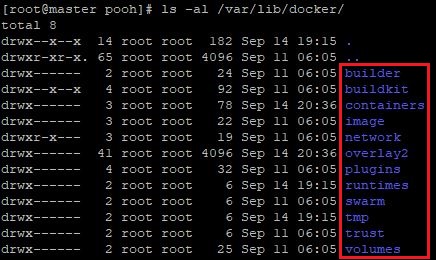 [root@master pooh]# ls -al /var/lib/docker/
total 8
drwx--x--x  14 root root  182 Sep 14 19:15 .
drwxr-xr-x. 65 root root 4096 Sep 11 06:05 ..
drwx------   2 root root   24 Sep 11 06:05 builder
drwx--x--x   4 root root   92 Sep 11 06:05 buildkit
drwx------   3 root root   78 Sep 14 20:36 containers
drwx------   3 root root   22 Sep 11 06:05 image
drwxr-x---   3 root root   19 Sep 11 06:05 network
drwx------  41 root root 4096 Sep 14 20:36 overlay2
drwx------   4 root root   32 Sep 11 06:05 plugins
drwx------   2 root root    6 Sep 14 19:15 runtimes
drwx------   2 root root    6 Sep 11 06:05 swarm
drwx------   2 root root    6 Sep 14 19:15 tmp
drwx------   2 root root    6 Sep 11 06:05 trust
drwx------   2 root root   25 Sep 11 06:05 volumes